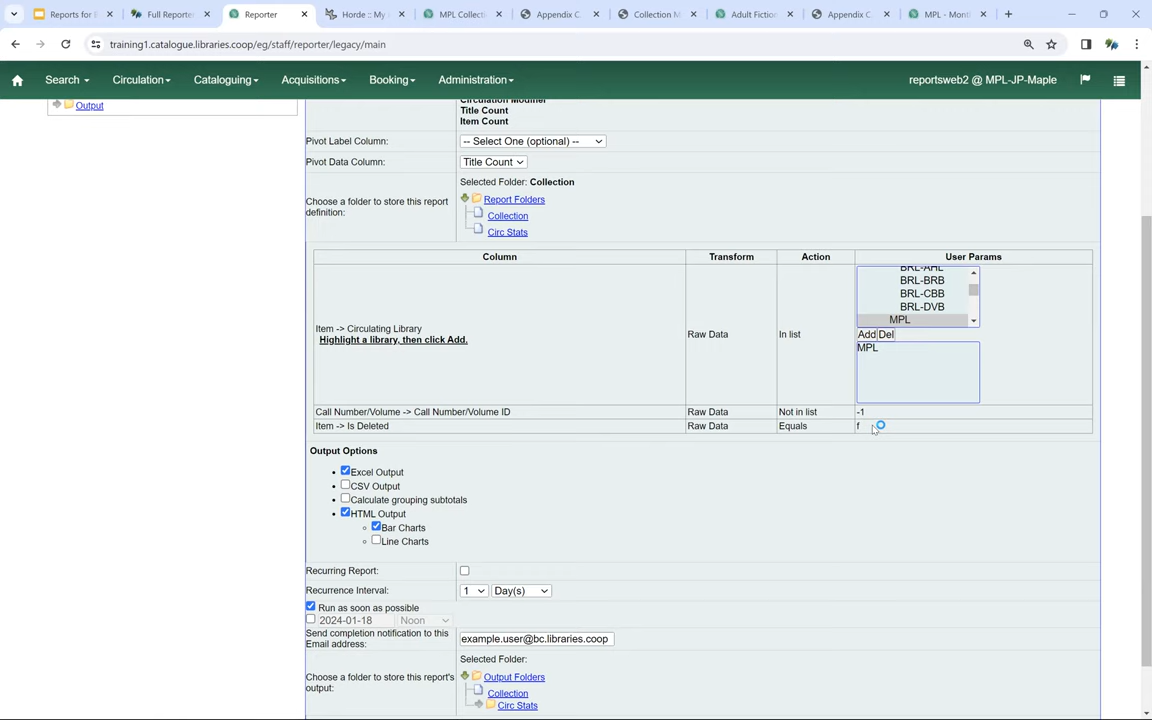 Reports for E
Full Reporter
Reporter
Horde :: My
MPL Collecti
Appendix C.
Collection M
Adult Fictio
Appendix C.
MPL - Mont
training1.catalogue.libraries.coop/eg/staff/reporter/legacy/main
Search
Circulation
Cataloguing
Acquisitions
Booking
Administration
reportsweb2 @ MPL-JP-Maple
Output
Circulation Modifier
Title Count
Item Count
Pivot Label Column:
-- Select One (optional) --
Pivot Data Column:
Title Count
Selected Folder: Collection
Choose a folder to store this report
definition:
Report Folders
Collection
Circ Stats
Column
Transform
Action
User Params
BRL-AHL
BRL-BRB
BRL-CBB
BRL-DVB
MPL
Item -> Circulating Library
Highlight a library, then click Add.
Raw Data
In list
Add Del
MPL
Call Number/Volume -> Call Number/Volume ID
Raw Data
Not in list
-1
Item -> Is Deleted
Raw Data
Equals
f
Output Options
Excel Output
CSV Output
Calculate grouping subtotals
HTML Output
Bar Charts
Line Charts
Recurring Report:
Recurrence Interval:
1
Day(s)
Run as soon as possible
2024-01-18
Noon
Send completion notification to this
Email address:
example.user@bc.libraries.coop
Selected Folder:
Choose a folder to store this report's
output:
Output Folders
Collection
Circ Stats